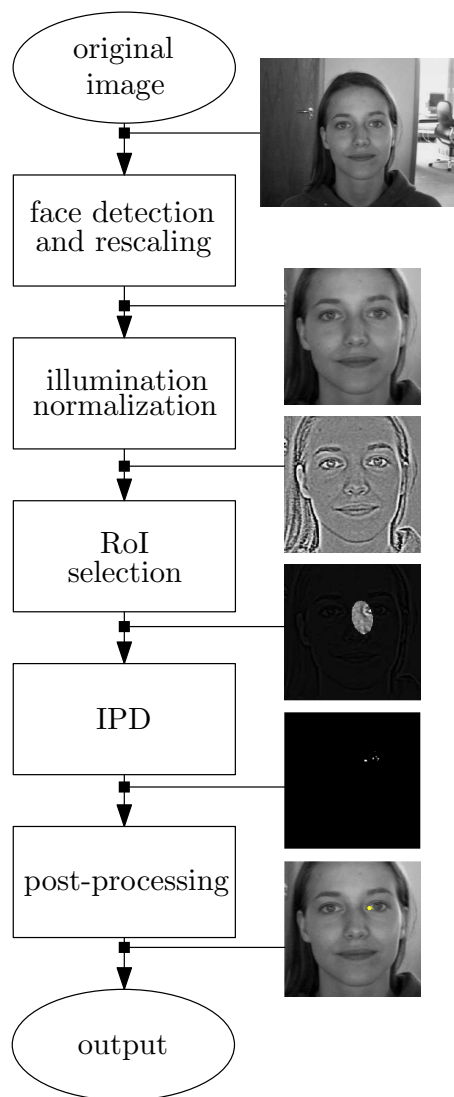 original
image
face detection
and rescaling
illumination
normalization
RoI
selection
IPD
post-processing
output